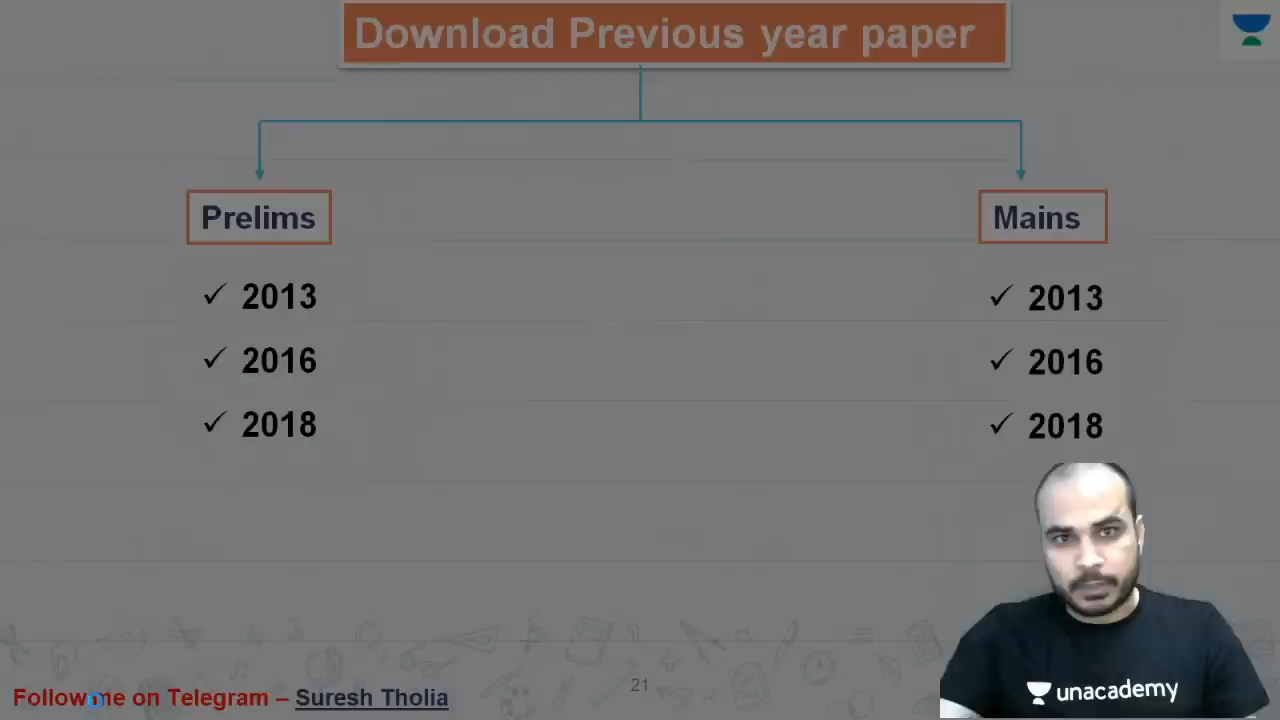 Download Previous year paper
Prelims
✓ 2013
✓ 2016
✓ 2018
Mains
✓ 2013
✓ 2016
✓ 2018
unacademy
Follow me on Telegram – Suresh Tholia
21